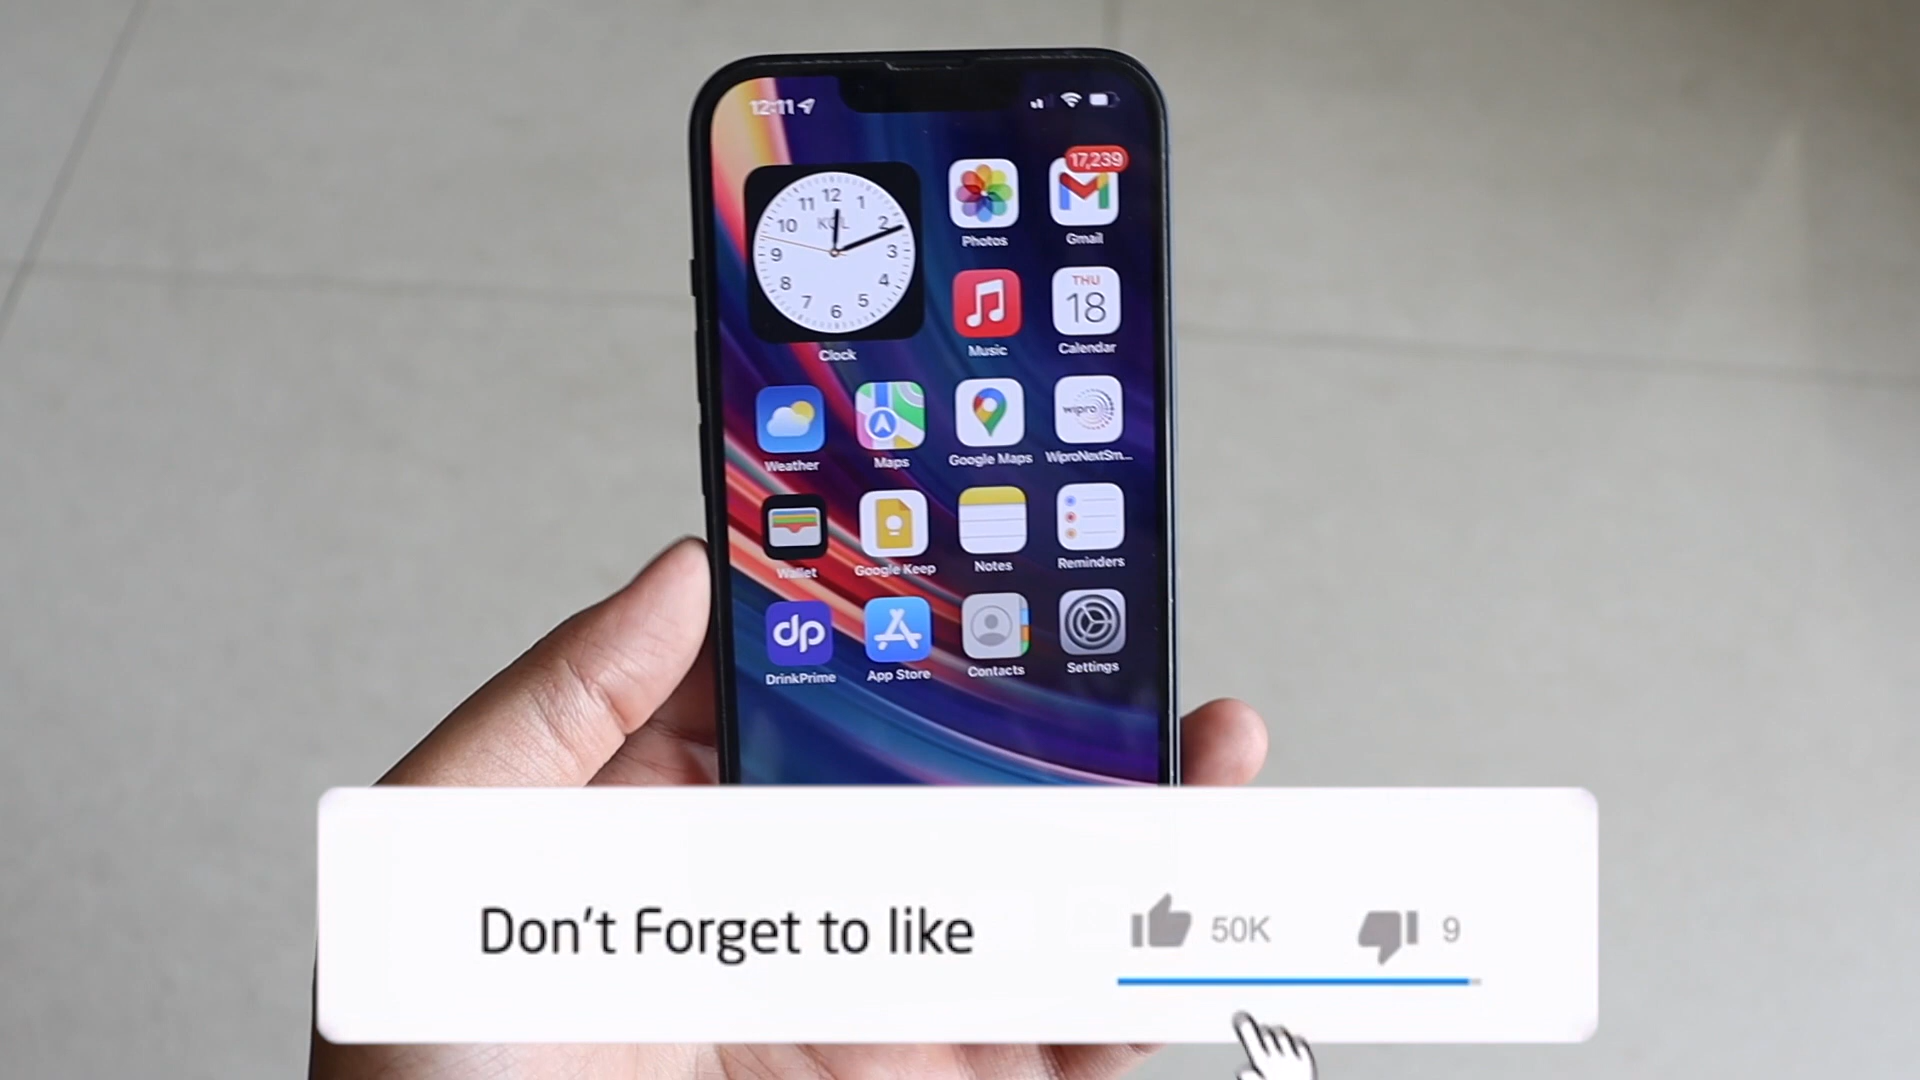 12:11
17,239
12
11 1
KOL
10 2
9 3
8 4
7 5
6
Clock
Photos
Gmail
THU
18
Music
Calendar
wipro
Weather
Maps
Google Maps
WiproNextSm...
Wallet
Google Keep
Notes
Reminders
dp
DrinkPrime
App Store
Contacts
Settings
Don't Forget to like 50K 9